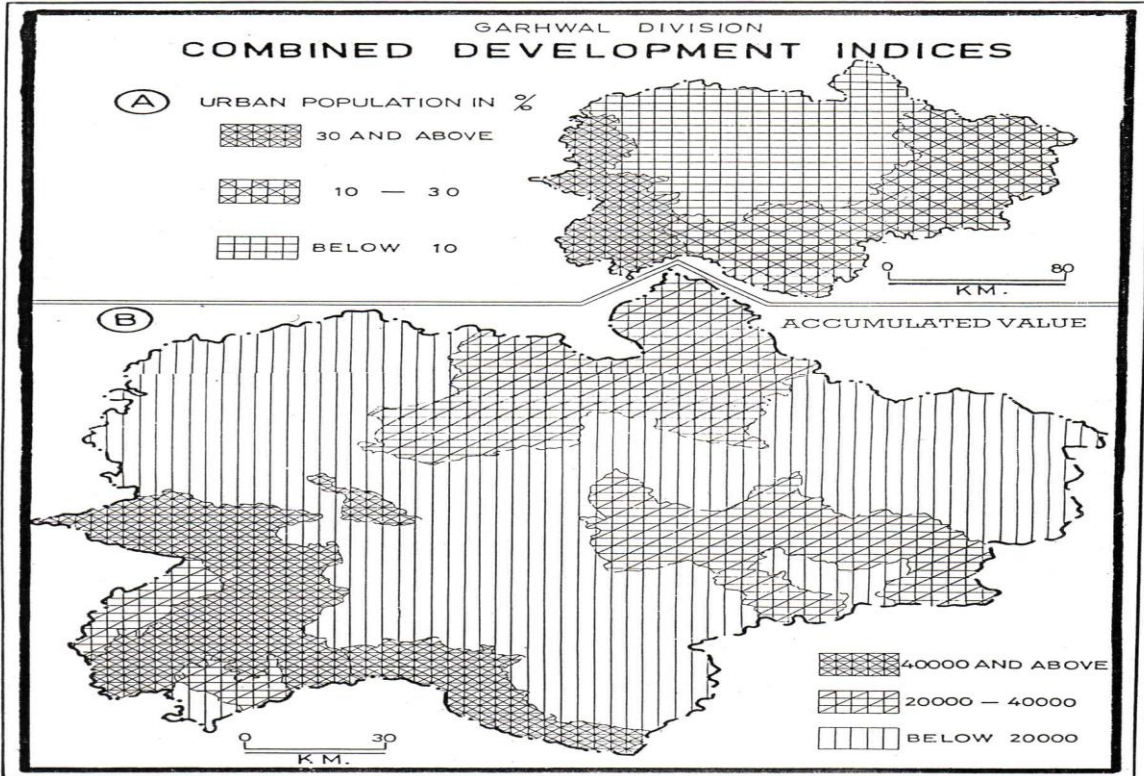 GARHWAL DIVISION
COMBINED DEVELOPMENT INDICES
A URBAN POPULATION IN %
30 AND ABOVE
10 — 30
BELOW 10
0 80
KM.
B
ACCUMULATED VALUE
40000 AND ABOVE
20000 — 40000
BELOW 20000
0 30
KM.